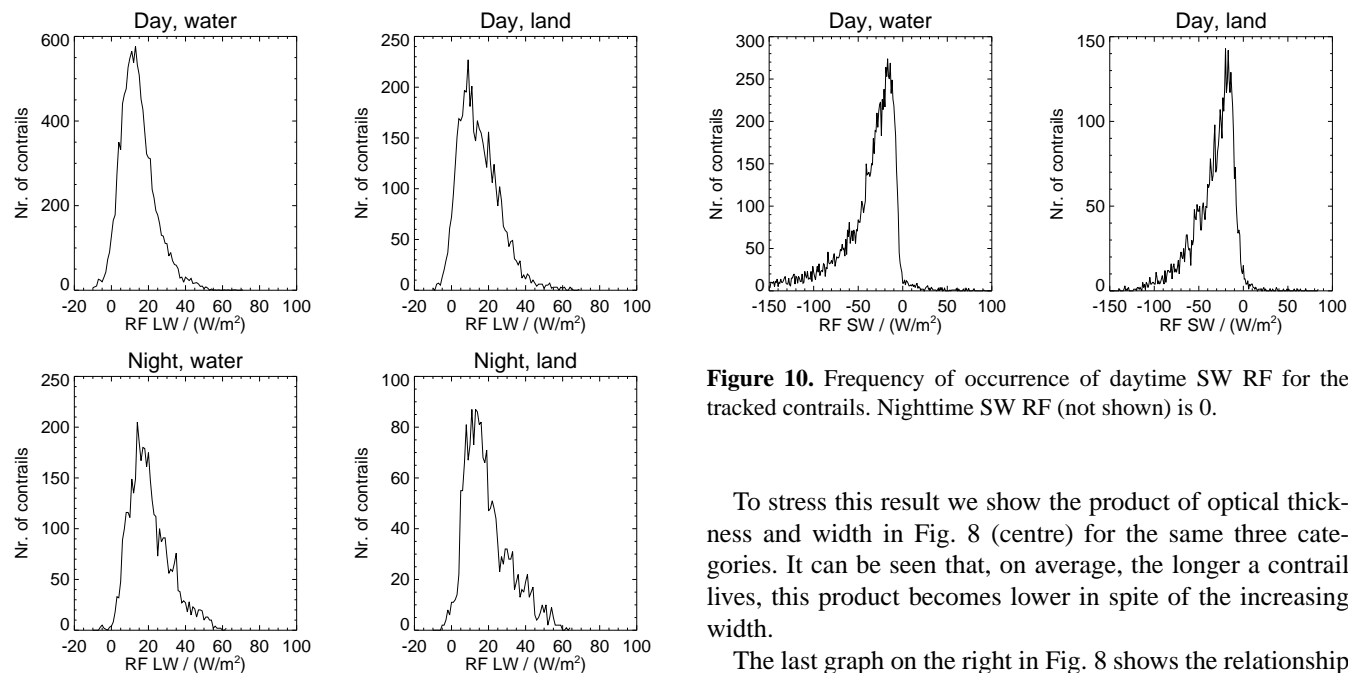 Day, water
600
400
200
0
Nr. of contrails
-20 0 20 40 60 80 100
RF LW / (W/m²)
Day, land
250
200
150
100
50
0
Nr. of contrails
-20 0 20 40 60 80 100
RF LW / (W/m²)
Night, water
250
200
150
100
50
0
Nr. of contrails
-20 0 20 40 60 80 100
RF LW / (W/m²)
Night, land
100
80
60
40
20
0
Nr. of contrails
-20 0 20 40 60 80 100
RF LW / (W/m²)
Day, water
300
250
200
150
100
50
0
Nr. of contrails
-150 -100 -50 0 50 100
RF SW / (W/m²)
Day, land
150
100
50
0
Nr. of contrails
-150 -100 -50 0 50 100
RF SW / (W/m²)
Figure 10. Frequency of occurrence of daytime SW RF for the
tracked contrails. Nighttime SW RF (not shown) is 0.
To stress this result we show the product of optical thick-
ness and width in Fig. 8 (centre) for the same three cate-
gories. It can be seen that, on average, the longer a contrail
lives, this product becomes lower in spite of the increasing
width.
The last graph on the right in Fig. 8 shows the relationship